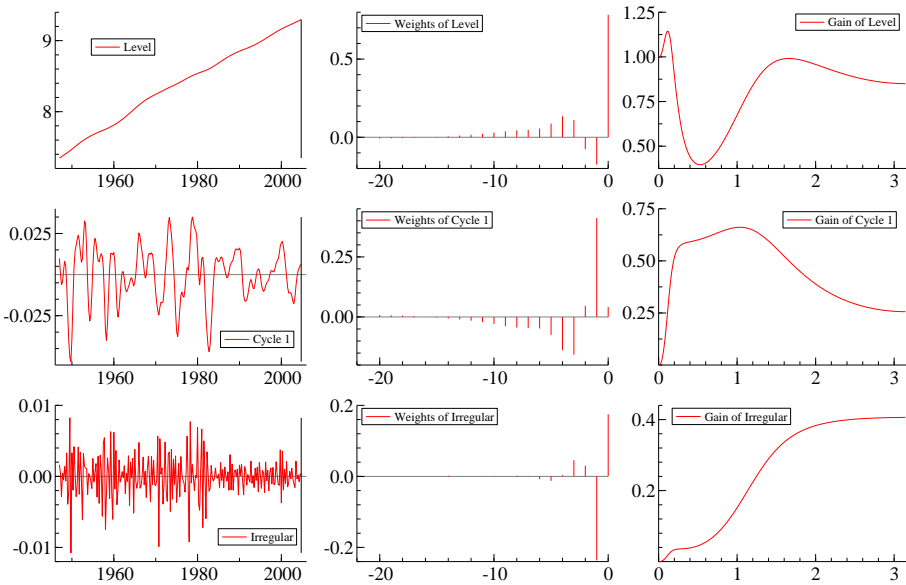 9
8
Level
1960 1980 2000
0.5
0.0
Weights of Level
-20 -10 0
1.25
1.00
0.75
0.50
Gain of Level
0 1 2 3
0.025
-0.025
Cycle 1
1960 1980 2000
0.25
0.00
Weights of Cycle 1
-20 -10 0
0.75
0.50
0.25
Gain of Cycle 1
0 1 2 3
0.01
0.00
-0.01
Irregular
1960 1980 2000
0.2
0.0
-0.2
Weights of Irregular
-20 -10 0
0.4
0.2
Gain of Irregular
0 1 2 3